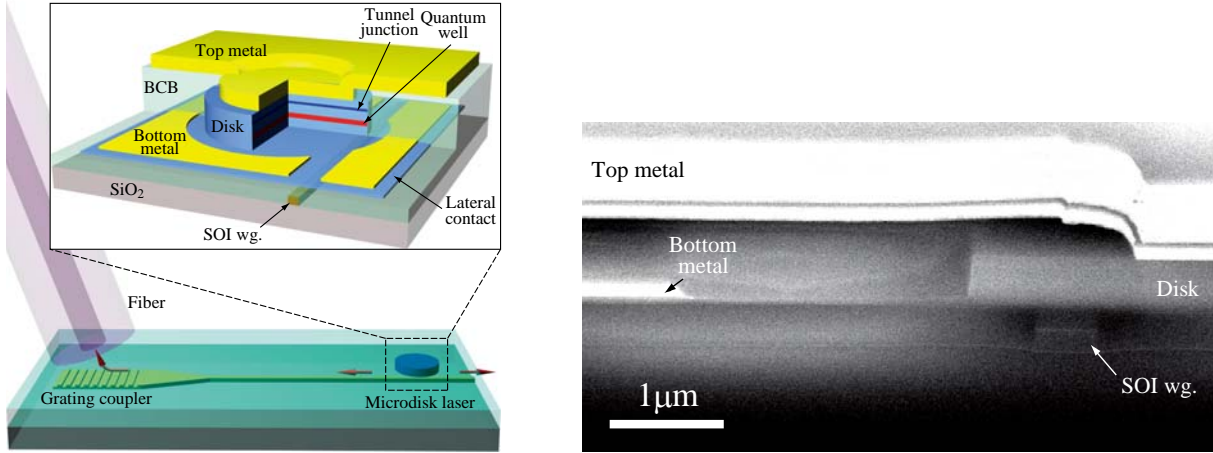 Tunnel
junction
Quantum
well
Top metal
BCB
Disk
Bottom
metal
SiO₂
Lateral
contact
SOI wg.
Fiber
Grating coupler
Microdisk laser
Top metal
Bottom
metal
Disk
SOI wg.
1μm